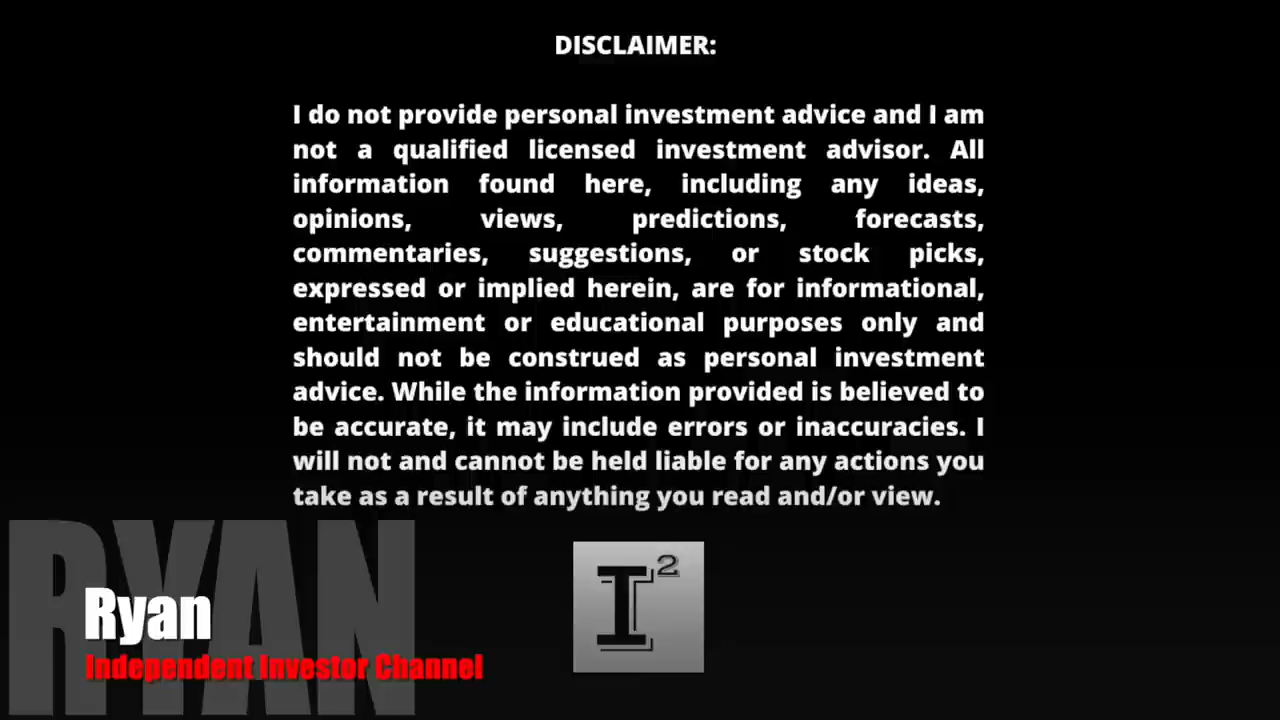 DISCLAIMER:
I do not provide personal investment advice and I am
not a qualified licensed investment advisor. All
information found here, including any ideas,
opinions, views, predictions, forecasts,
commentaries, suggestions, or stock picks,
expressed or implied herein, are for informational,
entertainment or educational purposes only and
should not be construed as personal investment
advice. While the information provided is believed to
be accurate, it may include errors or inaccuracies. I
will not and cannot be held liable for any actions you
take as a result of anything you read and/or view.
RYAN
Ryan
Independent Investor Channel
I²